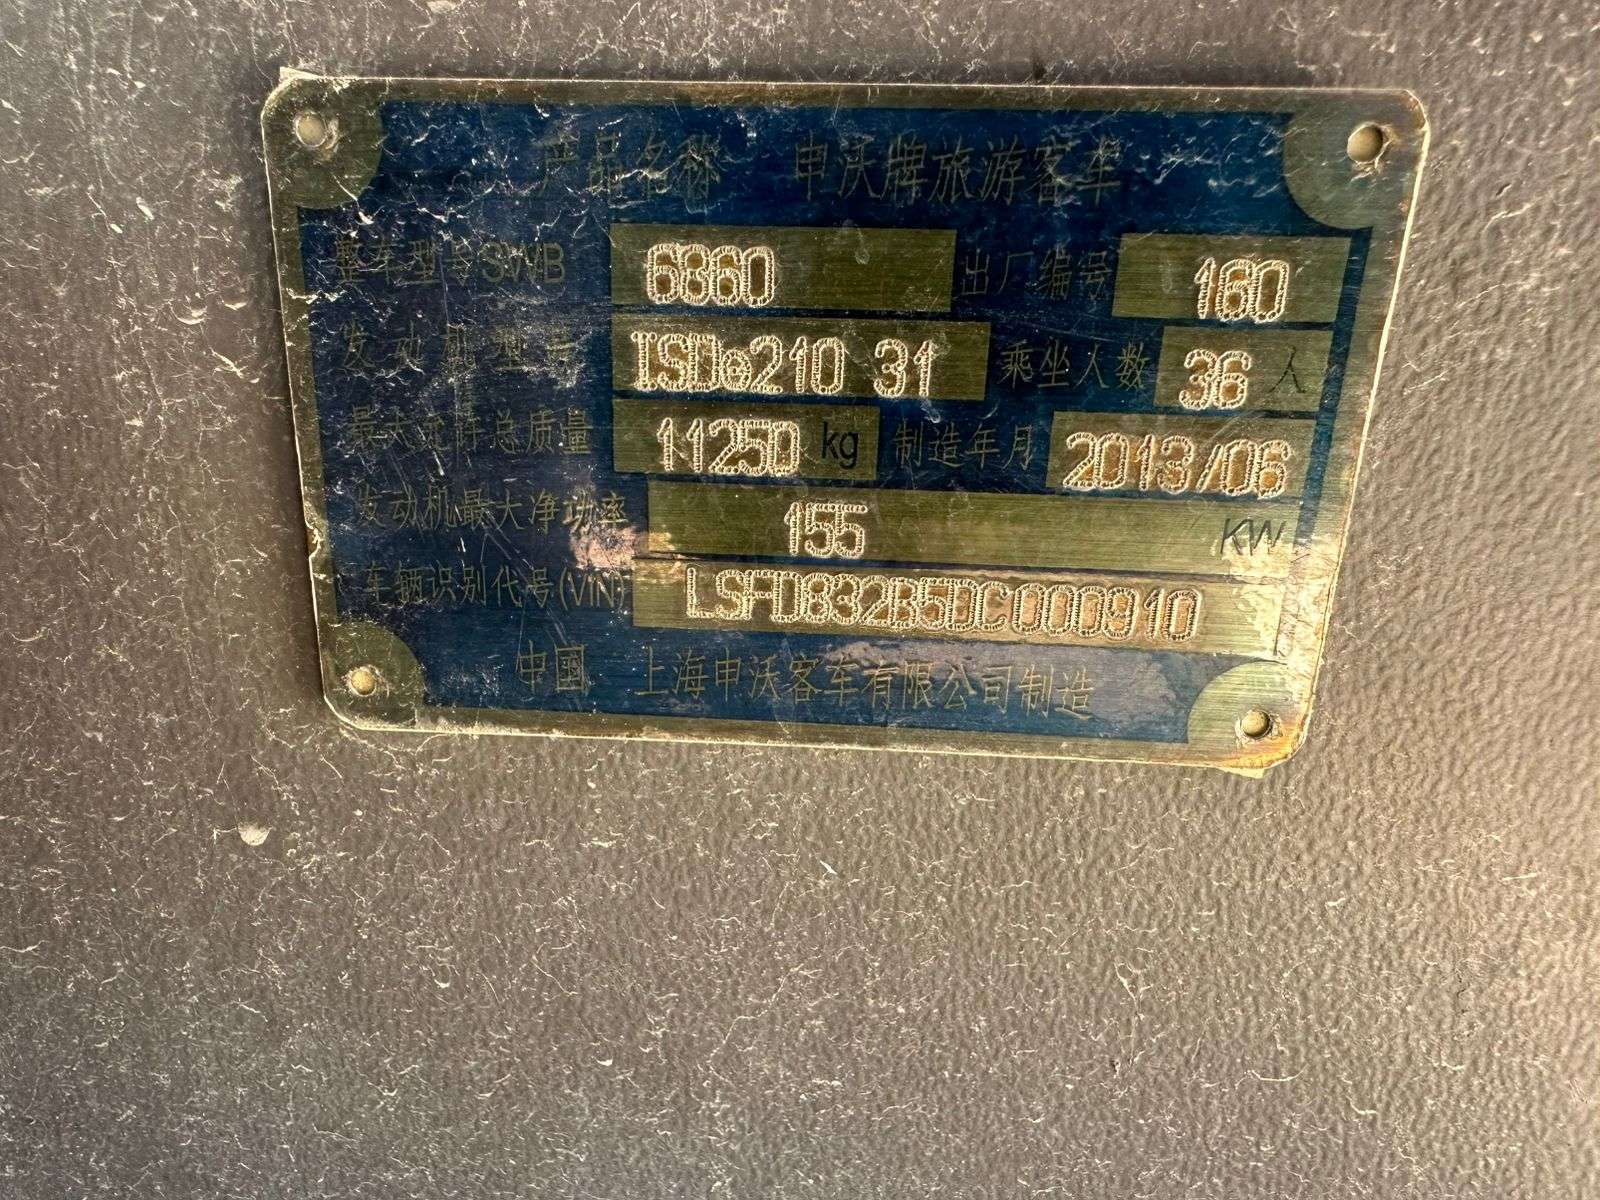 产品名称 申沃牌旅游客车
整车型号SWB 6860 出厂编号 160
发动机型号 ISDe210 31 乘坐人数 36 人
最大允许总质量 11250 kg 制造年月 2013/06
发动机最大净功率 155 KW
车辆识别代号(VIN) LSFD832B5DC000910
中国 上海申沃客车有限公司制造